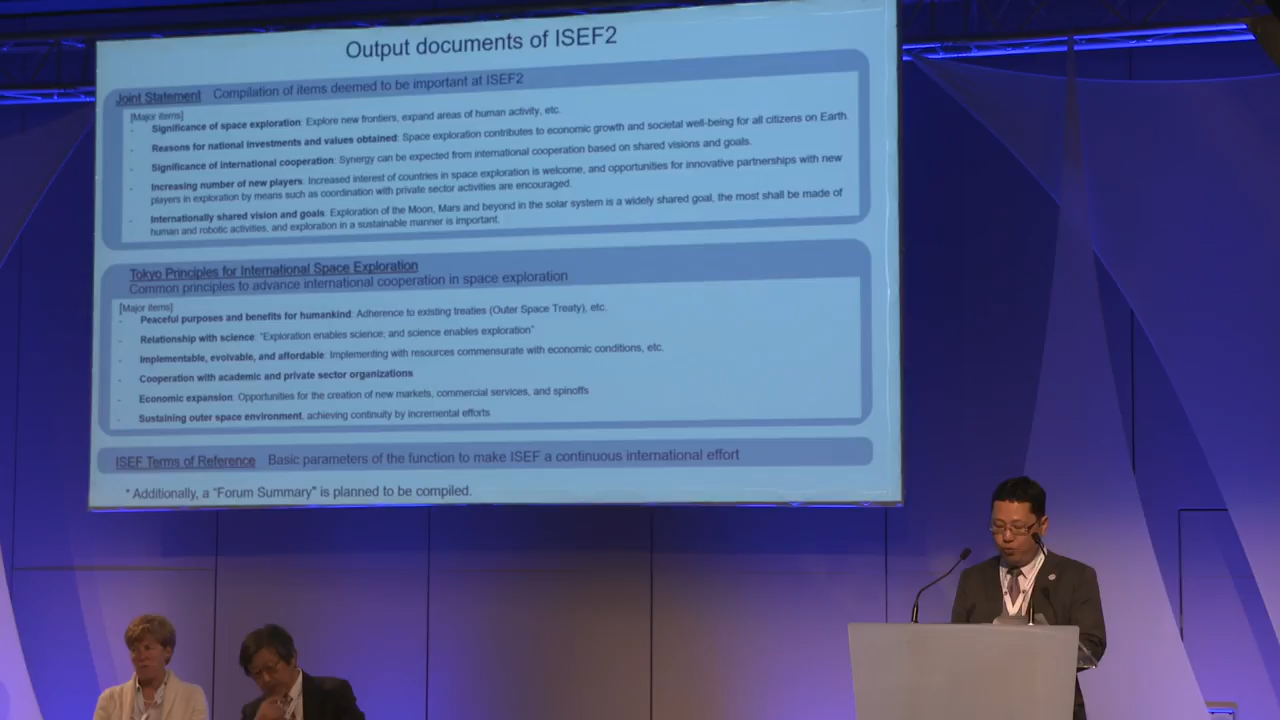 Output documents of ISEF2
Joint Statement Compilation of items deemed to be important at ISEF2
[Major items]
- Significance of space exploration: Explore new frontiers, expand areas of human activity, etc.
- Reasons for national investments and values obtained: Space exploration contributes to economic growth and societal well-being for all citizens on Earth.
- Significance of international cooperation: Synergy can be expected from international cooperation based on shared visions and goals.
- Increasing number of new players: Increased interest of countries in space exploration is welcome, and opportunities for innovative partnerships with new
players in exploration by means such as coordination with private sector activities are encouraged.
- Internationally shared vision and goals: Exploration of the Moon, Mars and beyond in the solar system is a widely shared goal, the most shall be made of
human and robotic activities, and exploration in a sustainable manner is important.
Tokyo Principles for International Space Exploration
Common principles to advance international cooperation in space exploration
[Major items]
- Peaceful purposes and benefits for humankind: Adherence to existing treaties (Outer Space Treaty), etc.
- Relationship with science: "Exploration enables science; and science enables exploration"
- Implementable, evolvable, and affordable: Implementing with resources commensurate with economic conditions, etc.
- Cooperation with academic and private sector organizations
- Economic expansion: Opportunities for the creation of new markets, commercial services, and spinoffs
- Sustaining outer space environment, achieving continuity by incremental efforts
ISEF Terms of Reference Basic parameters of the function to make ISEF a continuous international effort
* Additionally, a "Forum Summary" is planned to be compiled.